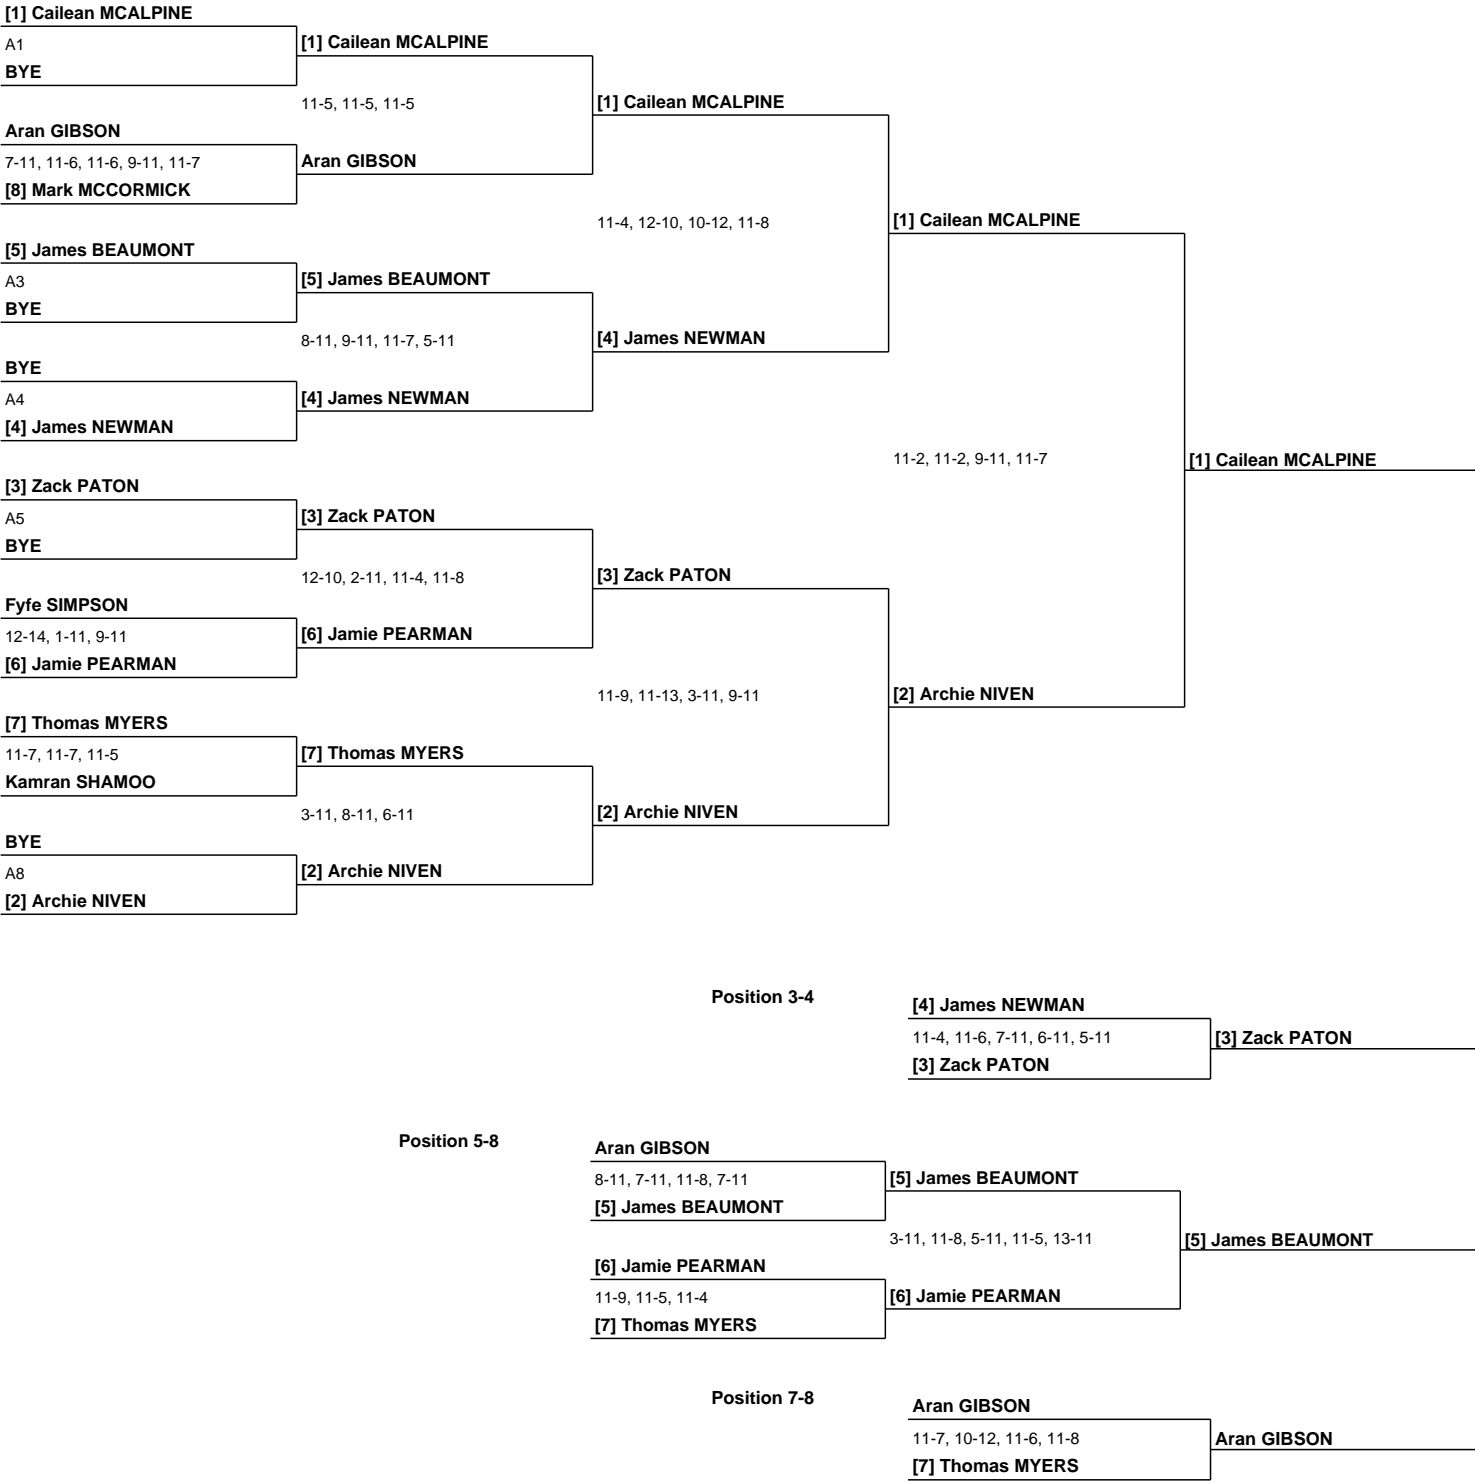 [1] Cailean MCALPINE
A1
[1] Cailean MCALPINE
BYE
11-5, 11-5, 11-5
[1] Cailean MCALPINE
Aran GIBSON
7-11, 11-6, 11-6, 9-11, 11-7
Aran GIBSON
[8] Mark MCCORMICK
11-4, 12-10, 10-12, 11-8
[1] Cailean MCALPINE
[5] James BEAUMONT
A3
[5] James BEAUMONT
BYE
8-11, 9-11, 11-7, 5-11
[4] James NEWMAN
BYE
A4
[4] James NEWMAN
[4] James NEWMAN
11-2, 11-2, 9-11, 11-7
[1] Cailean MCALPINE
[3] Zack PATON
A5
[3] Zack PATON
BYE
12-10, 2-11, 11-4, 11-8
[3] Zack PATON
Fyfe SIMPSON
12-14, 1-11, 9-11
[6] Jamie PEARMAN
[6] Jamie PEARMAN
11-9, 11-13, 3-11, 9-11
[2] Archie NIVEN
[7] Thomas MYERS
11-7, 11-7, 11-5
[7] Thomas MYERS
Kamran SHAMOO
3-11, 8-11, 6-11
[2] Archie NIVEN
BYE
A8
[2] Archie NIVEN
[2] Archie NIVEN
Position 3-4
[4] James NEWMAN
11-4, 11-6, 7-11, 6-11, 5-11
[3] Zack PATON
[3] Zack PATON
Position 5-8
Aran GIBSON
8-11, 7-11, 11-8, 7-11
[5] James BEAUMONT
[5] James BEAUMONT
3-11, 11-8, 5-11, 11-5, 13-11
[5] James BEAUMONT
[6] Jamie PEARMAN
11-9, 11-5, 11-4
[6] Jamie PEARMAN
[7] Thomas MYERS
Position 7-8
Aran GIBSON
11-7, 10-12, 11-6, 11-8
Aran GIBSON
[7] Thomas MYERS